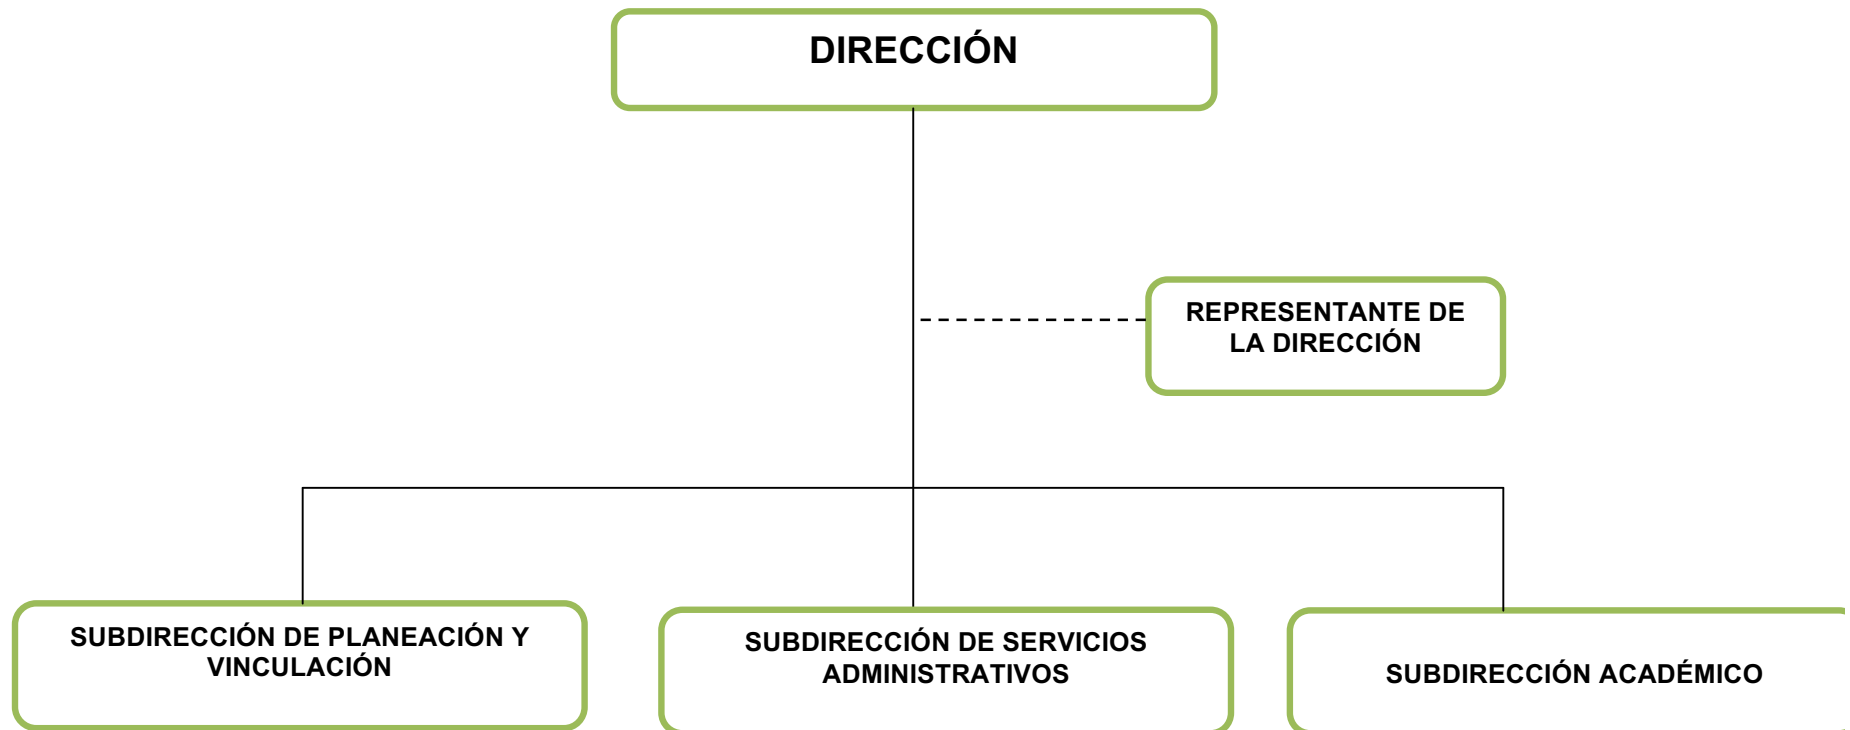 DIRECCIÓN
REPRESENTANTE DE
LA DIRECCIÓN
SUBDIRECCIÓN DE PLANEACIÓN Y
VINCULACIÓN
SUBDIRECCIÓN DE SERVICIOS
ADMINISTRATIVOS
SUBDIRECCIÓN ACADÉMICO